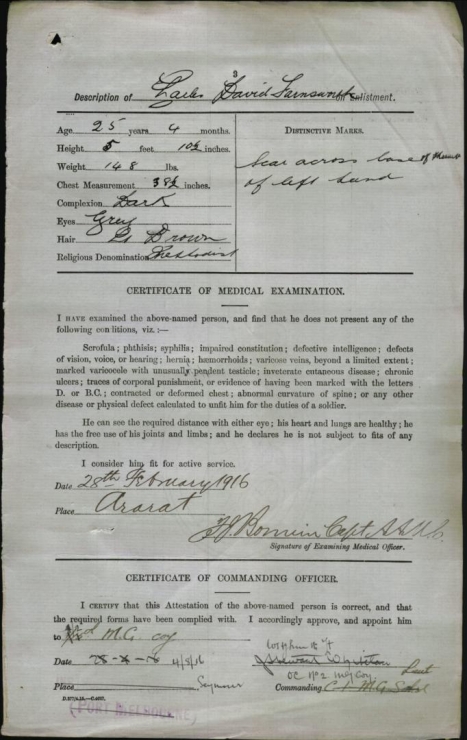 3
Description of Charles David Farnsworth on Enlistment.
Age 25 years 4 months.
Height 5 feet 10½ inches.
Weight 148 lbs.
Chest Measurement 38½ inches.
Complexion Dark
Eyes Grey
Hair Brown
Religious Denomination Methodist
DISTINCTIVE MARKS.
Scar across base of thumb
of left hand
CERTIFICATE OF MEDICAL EXAMINATION.
I HAVE examined the above-named person, and find that he does not present any of the
following conditions, viz. :—
Scrofula; phthisis; syphilis; impaired constitution; defective intelligence; defects
of vision, voice, or hearing; hernia; hæmorrhoids; varicose veins, beyond a limited extent;
marked varicocele with unusually pendent testicle; inveterate cutaneous disease; chronic
ulcers; traces of corporal punishment, or evidence of having been marked with the letters
D. or B.C.; contracted or deformed chest; abnormal curvature of spine; or any other
disease or physical defect calculated to unfit him for the duties of a soldier.
He can see the required distance with either eye; his heart and lungs are healthy; he
has the free use of his joints and limbs; and he declares he is not subject to fits of any
description.
I consider him fit for active service.
Date 28th February 1916
Place Ararat
Capt. A.A.M.C.
Signature of Examining Medical Officer.
CERTIFICATE OF COMMANDING OFFICER.
I CERTIFY that this Attestation of the above-named person is correct, and that
the required forms have been complied with. I accordingly approve, and appoint him
to M.G. Coy
Date 4/8/16
Lieut
OC No 2 M.G. Coy
Place Seymour
Commanding
(PORT MELBOURNE)